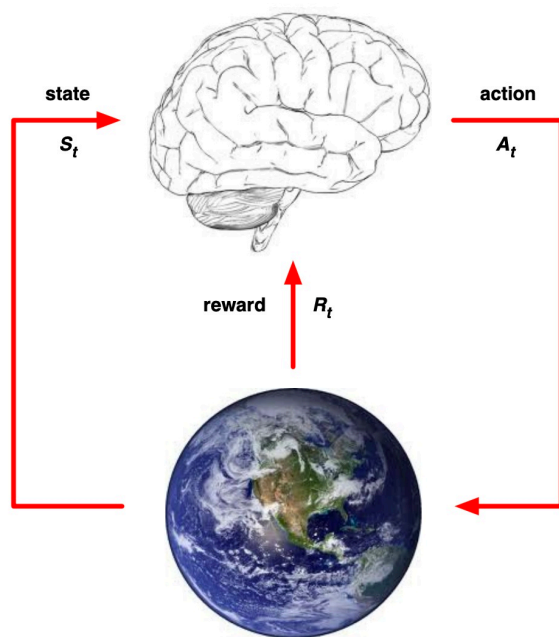 state
action
S_t
A_t
reward
R_t